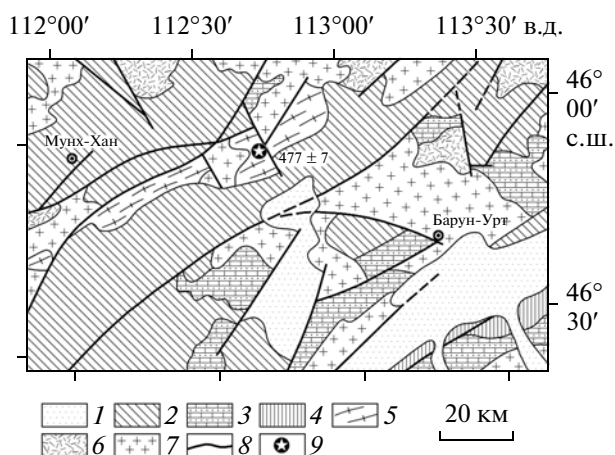 112°00′ 112°30′ 113°00′ 113°30′ в.д.
46°
00′
с.ш.
Мунх-Хан
477 ± 7
Барун-Урт
46°
30′
1 2 3 4 5
6 7 8 9
20 км